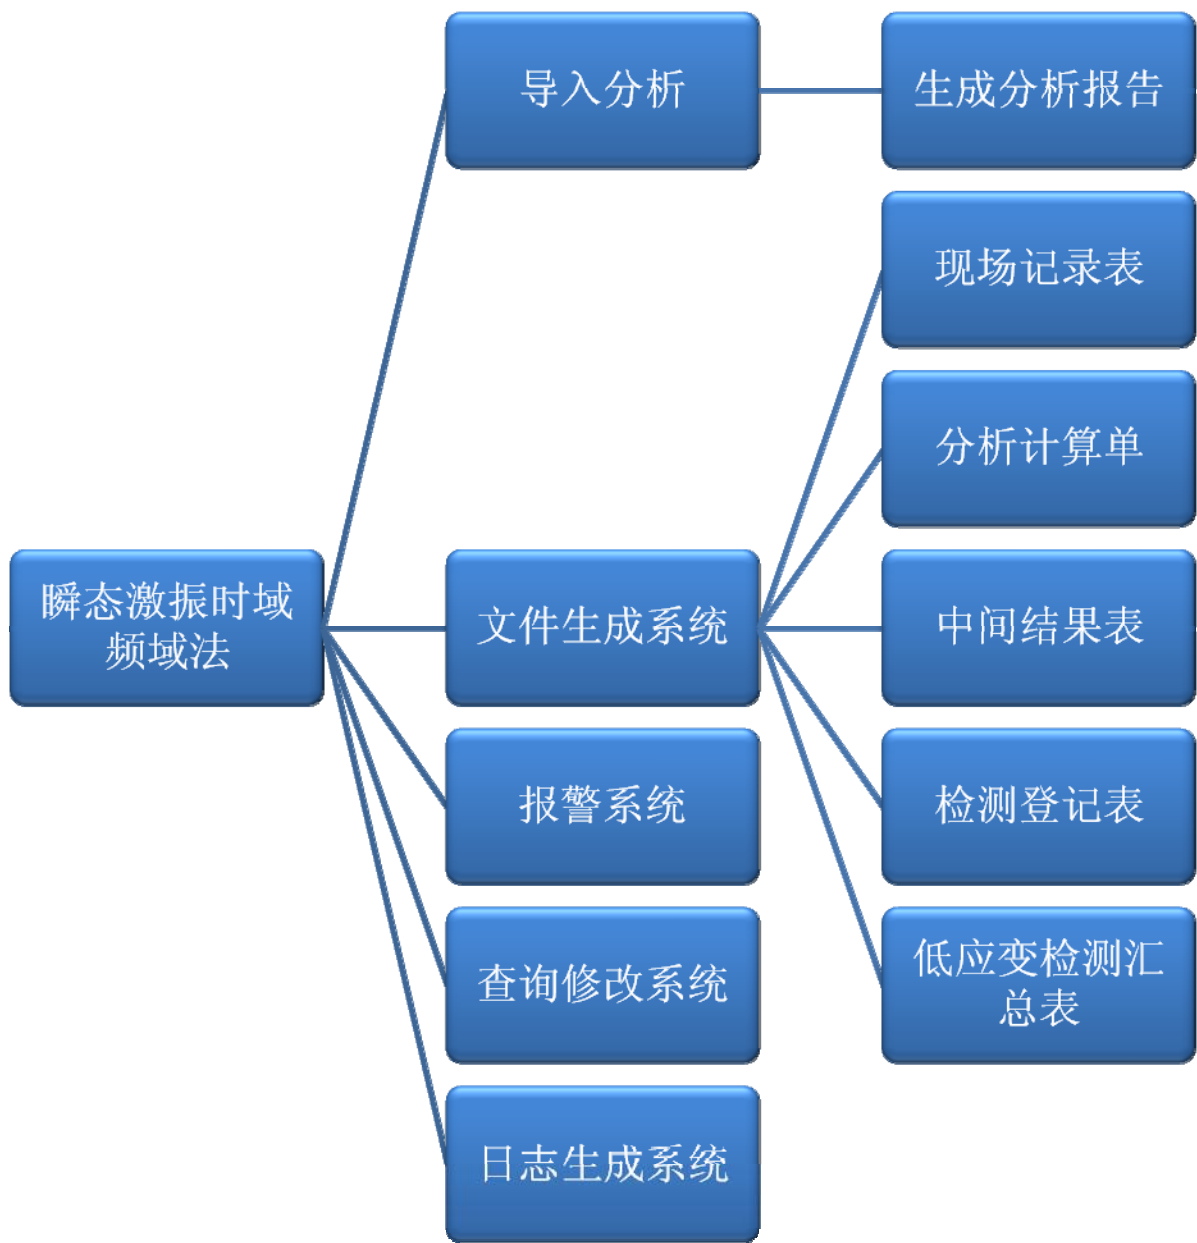 导入分析
生成分析报告
现场记录表
分析计算单
瞬态激振时域
频域法
文件生成系统
中间结果表
报警系统
检测登记表
查询修改系统
低应变检测汇
总表
日志生成系统